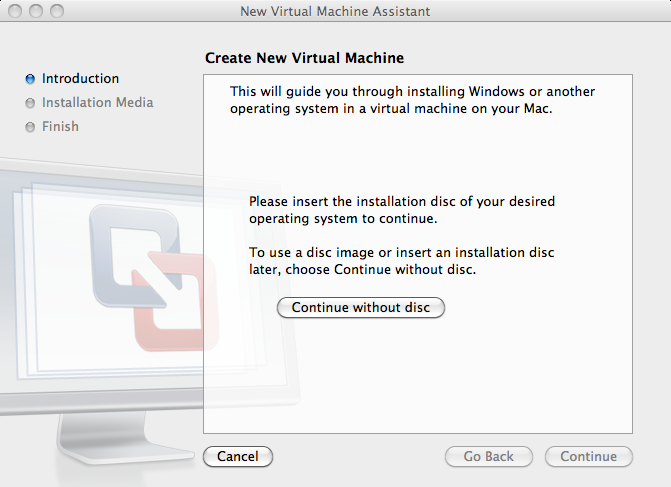 New Virtual Machine Assistant
Create New Virtual Machine
Introduction
Installation Media
Finish
This will guide you through installing Windows or another
operating system in a virtual machine on your Mac.
Please insert the installation disc of your desired
operating system to continue.
To use a disc image or insert an installation disc
later, choose Continue without disc.
Continue without disc
Cancel
Go Back
Continue